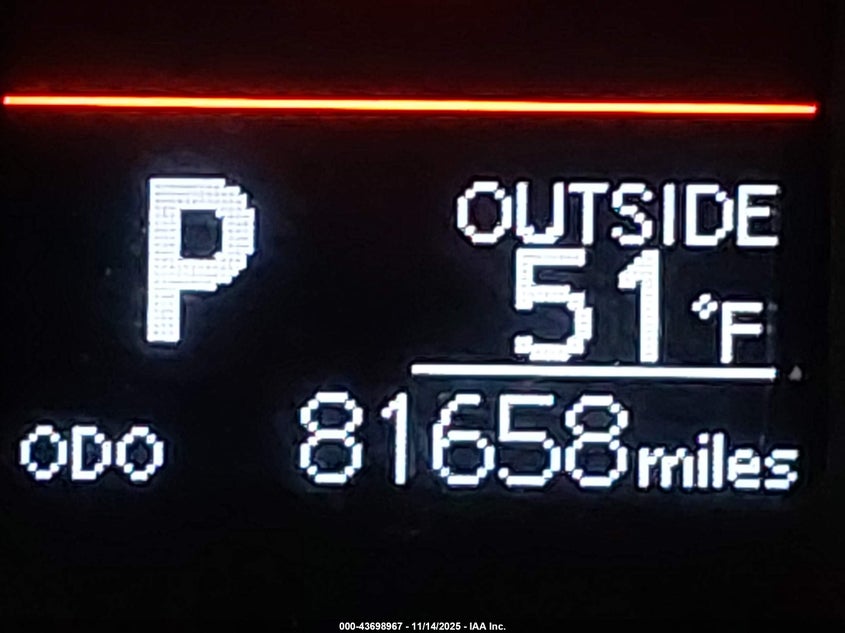 P
OUTSIDE
51 °F
ODO 81658 miles
000-43698967 - 11/14/2025 - IAA Inc.